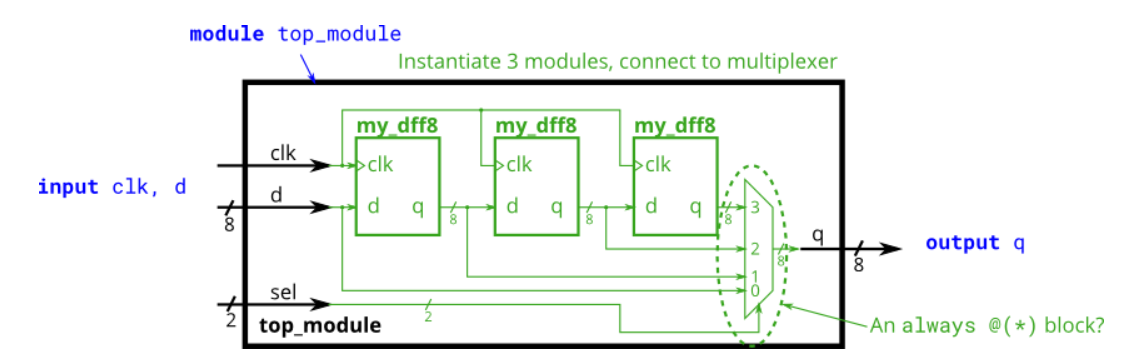 module top_module
Instantiate 3 modules, connect to multiplexer
my_dff8 my_dff8 my_dff8
clk clk clk clk
input clk, d
d d q d q d q 3
8 8 8 8
q output q
2 8 8
1
0
sel
2 2
top_module
An always @(*) block?